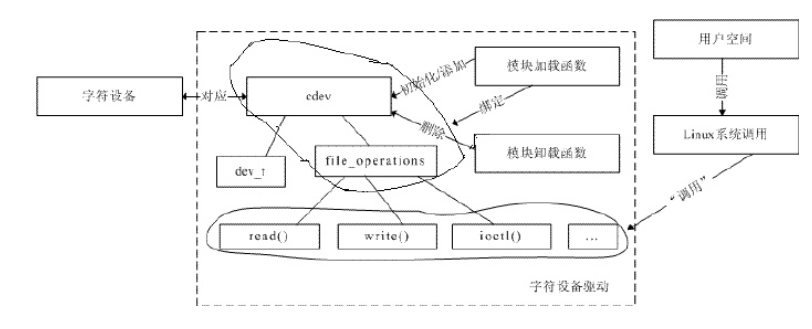 用户空间
字符设备
对应
cdev
初始化/添加
模块加载函数
绑定
调用
删除
Linux系统调用
模块卸载函数
dev_t
file_operations
“调用”
read()
write()
ioctl()
...
字符设备驱动